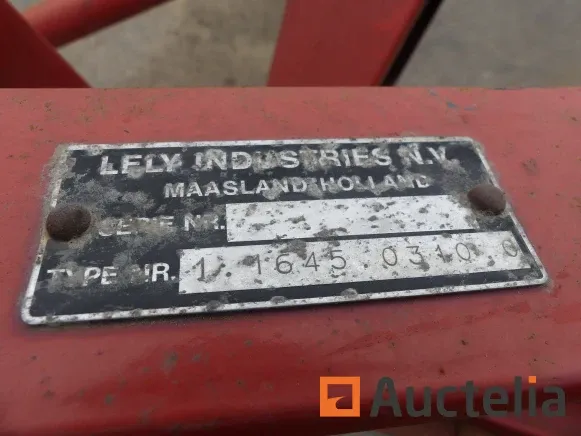 LELY INDUSTRIES N.V.
MAASLAND HOLLAND
SERIE NR.
TYPE NR. 1.1645.0310.0
Auctelia